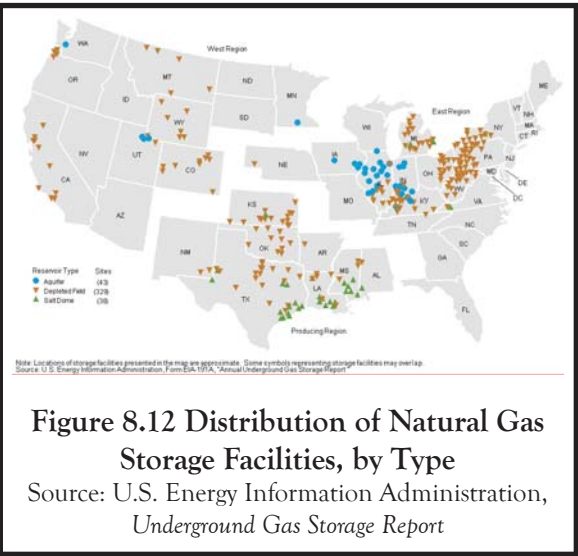 West Region
WA
MT
ND
MN
OR
ID
WY
SD
WI
MI
East Region
ME
VT
NH
NY
MA
CT RI
NV
UT
CO
NE
IA
IN
OH
PA
NJ
MD
DE
DC
CA
KS
MO
KY
WV
VA
AZ
NM
OK
AR
TN
NC
SC
TX
LA
MS
AL
GA
FL
Reservoir Type Sites
Aquifer (43)
Depleted Field
Salt Dome
Producing Region
Note: Locations of storage facilities presented in the map are approximate. Some symbols representing storage facilities may overlap.
Source: U.S. Energy Information Administration, Form EIA-191A, "Annual Underground Gas Storage Report"
Figure 8.12 Distribution of Natural Gas
Storage Facilities, by Type
Source: U.S. Energy Information Administration,
Underground Gas Storage Report